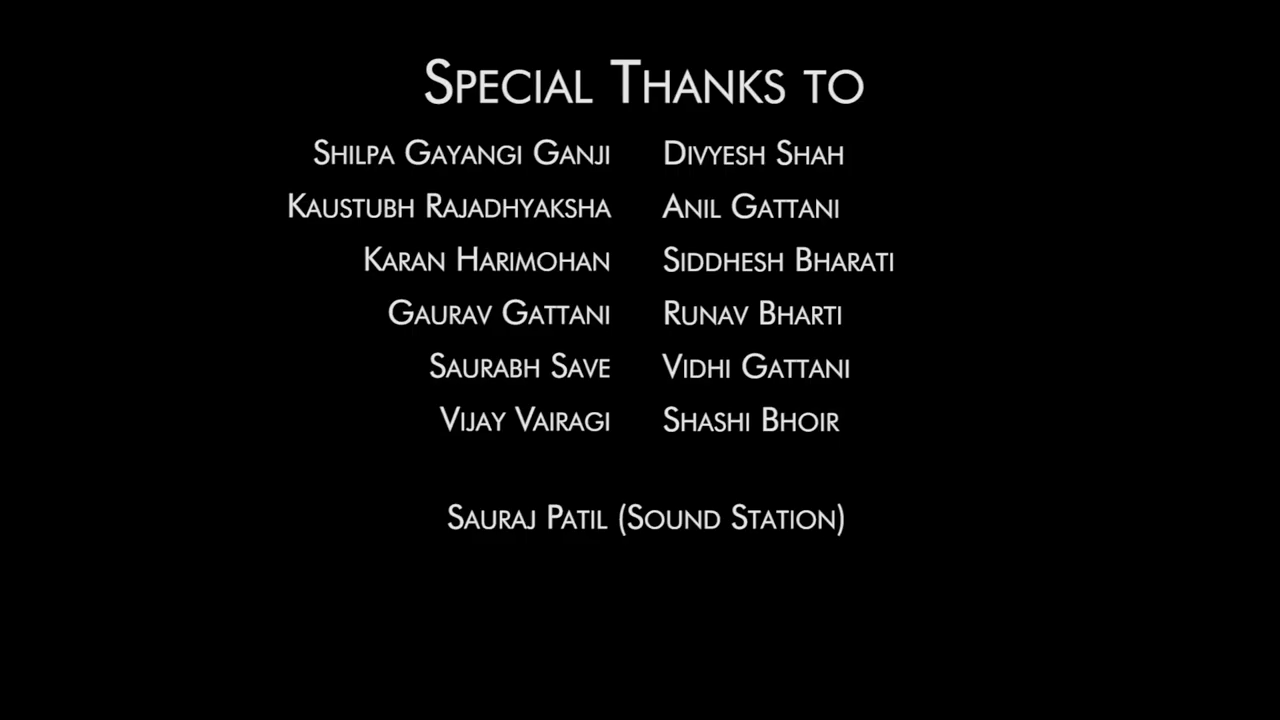 Special Thanks to
Shilpa Gayangi Ganji Divyesh Shah
Kaustubh Rajadhyaksha Anil Gattani
Karan Harimohan Siddhesh Bharati
Gaurav Gattani Runav Bharti
Saurabh Save Vidhi Gattani
Vijay Vairagi Shashi Bhoir
Sauraj Patil (Sound Station)